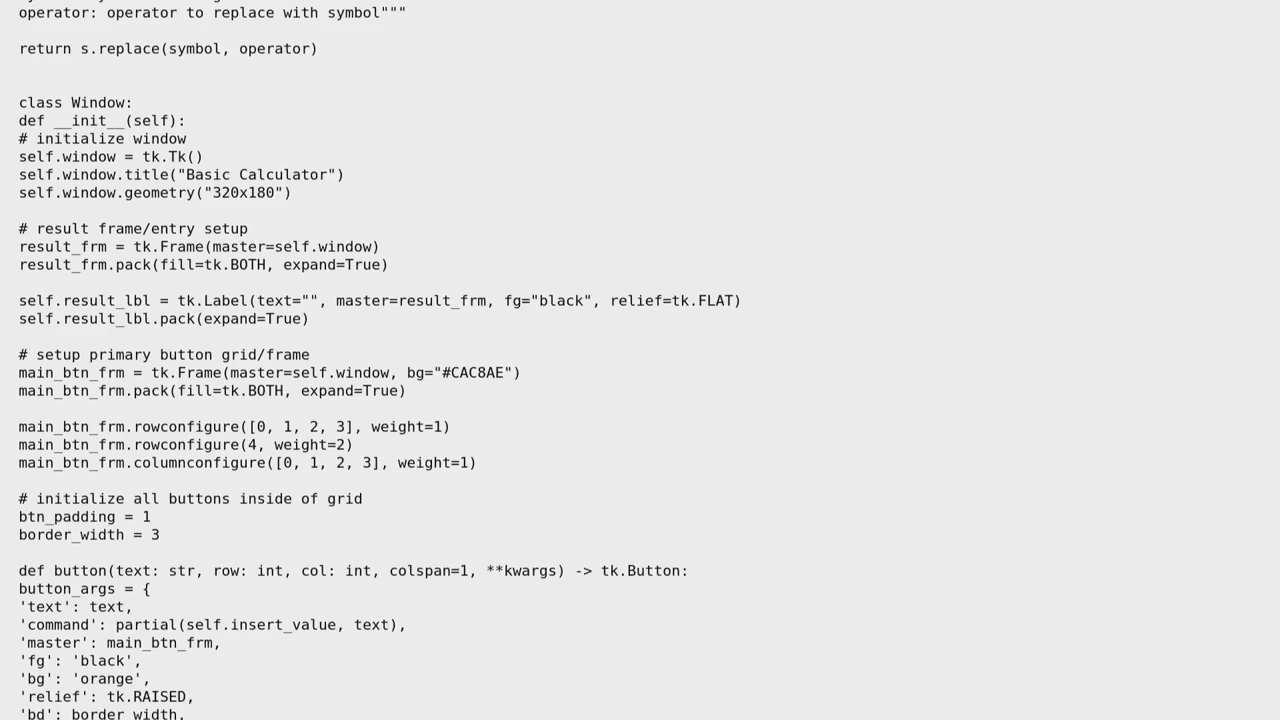 operator: operator to replace with symbol"""
return s.replace(symbol, operator)
class Window:
def __init__(self):
# initialize window
self.window = tk.Tk()
self.window.title("Basic Calculator")
self.window.geometry("320x180")
# result frame/entry setup
result_frm = tk.Frame(master=self.window)
result_frm.pack(fill=tk.BOTH, expand=True)
self.result_lbl = tk.Label(text="", master=result_frm, fg="black", relief=tk.FLAT)
self.result_lbl.pack(expand=True)
# setup primary button grid/frame
main_btn_frm = tk.Frame(master=self.window, bg="#CAC8AE")
main_btn_frm.pack(fill=tk.BOTH, expand=True)
main_btn_frm.rowconfigure([0, 1, 2, 3], weight=1)
main_btn_frm.rowconfigure(4, weight=2)
main_btn_frm.columnconfigure([0, 1, 2, 3], weight=1)
# initialize all buttons inside of grid
btn_padding = 1
border_width = 3
def button(text: str, row: int, col: int, colspan=1, **kwargs) -> tk.Button:
button_args = {
'text': text,
'command': partial(self.insert_value, text),
'master': main_btn_frm,
'fg': 'black',
'bg': 'orange',
'relief': tk.RAISED,
'bd': border_width,